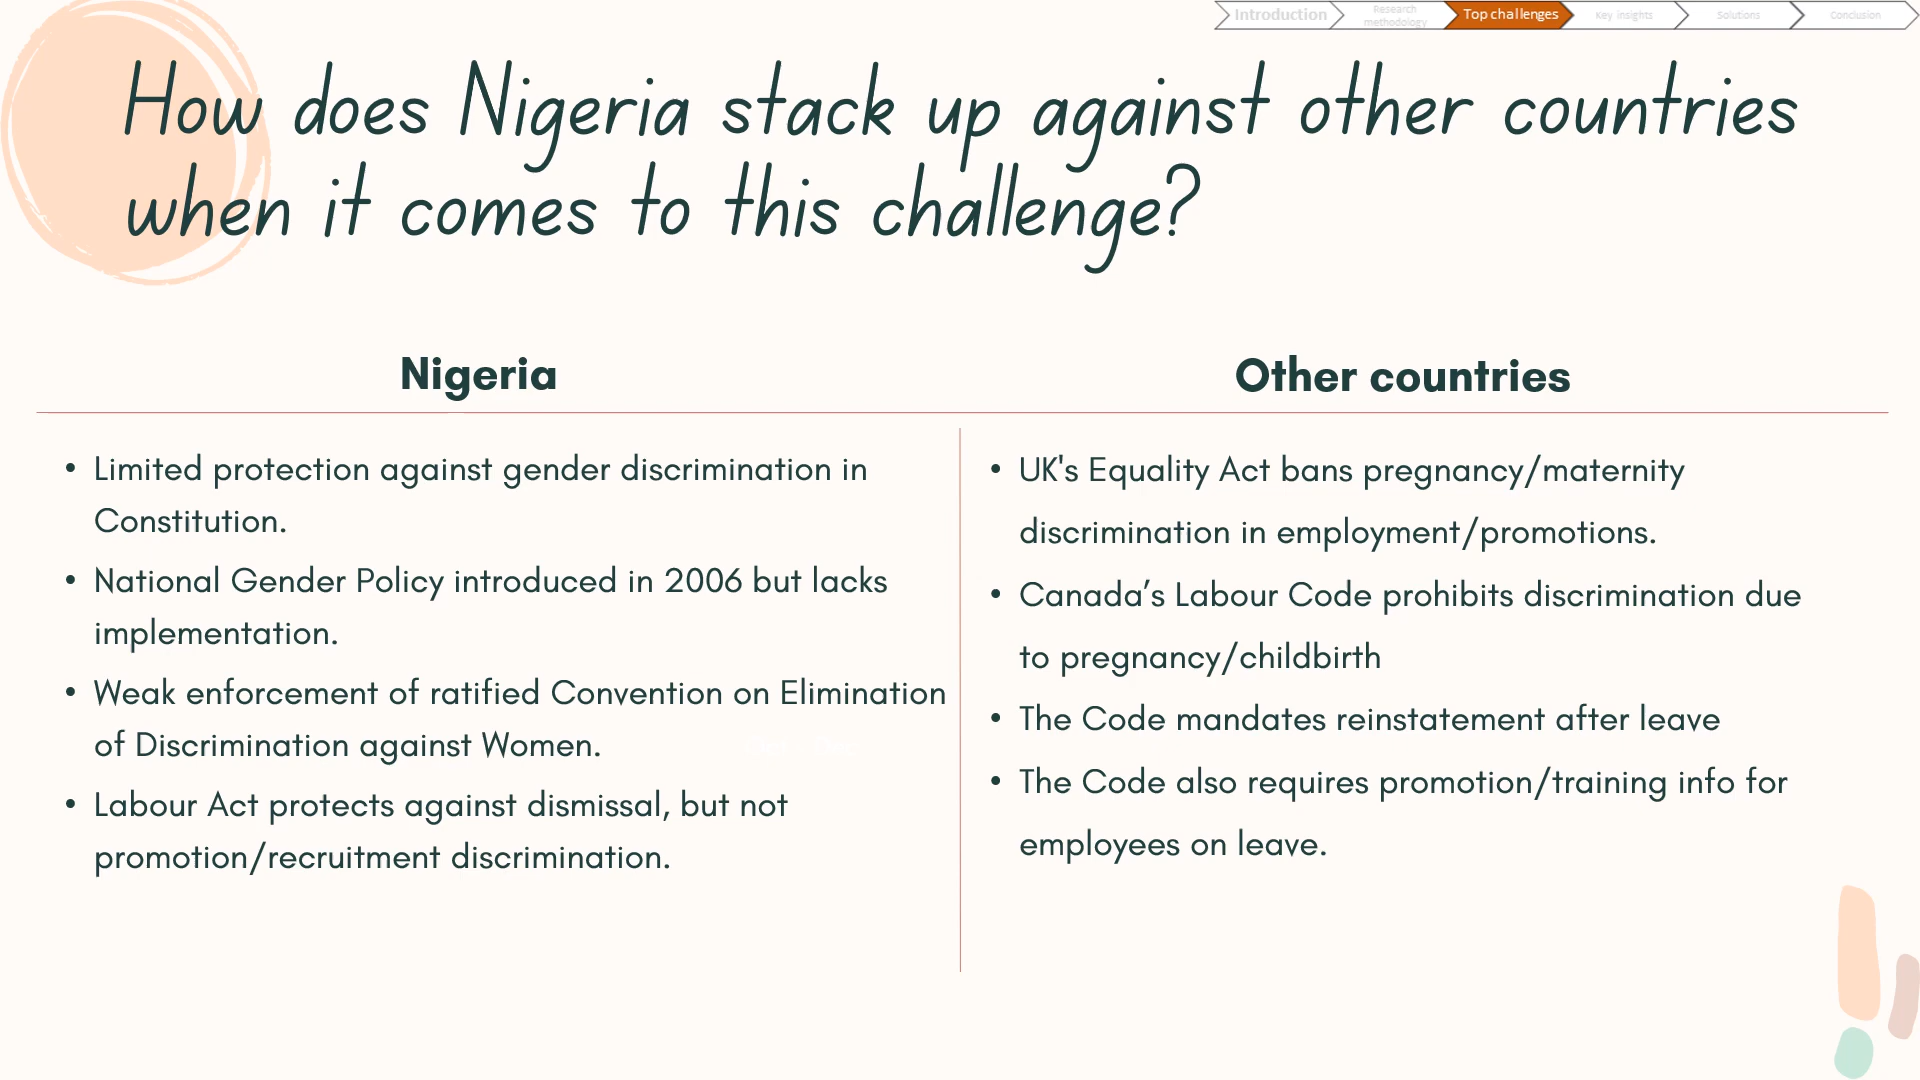 Introduction
Research
methodology
Top challenges
Key insights
Solutions
Conclusion
How does Nigeria stack up against other countries
when it comes to this challenge?
Nigeria
Other countries
• Limited protection against gender discrimination in
Constitution.
• National Gender Policy introduced in 2006 but lacks
implementation.
• Weak enforcement of ratified Convention on Elimination
of Discrimination against Women.
• Labour Act protects against dismissal, but not
promotion/recruitment discrimination.
• UK's Equality Act bans pregnancy/maternity
discrimination in employment/promotions.
• Canada’s Labour Code prohibits discrimination due
to pregnancy/childbirth
• The Code mandates reinstatement after leave
• The Code also requires promotion/training info for
employees on leave.